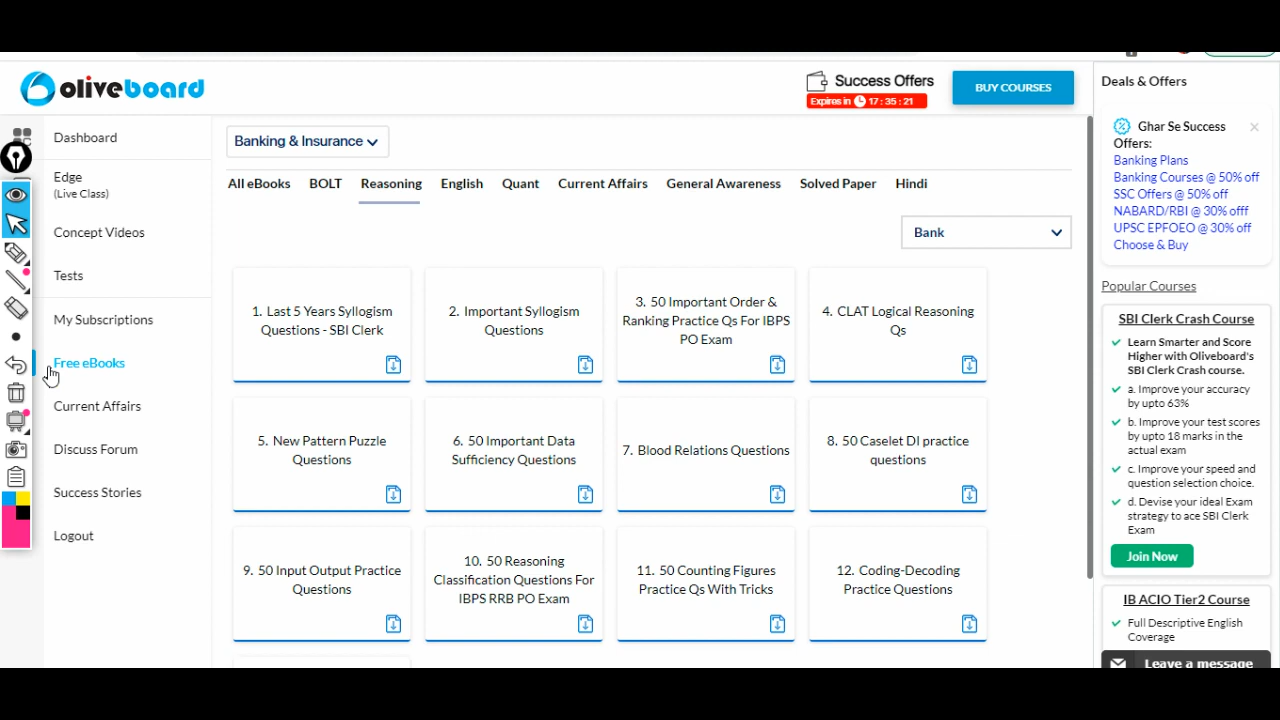 oliveboard
Success Offers
Expires in 17 : 35 : 21
BUY COURSES
Dashboard
Edge
(Live Class)
Concept Videos
Tests
My Subscriptions
Free eBooks
Current Affairs
Discuss Forum
Success Stories
Logout
Banking & Insurance
All eBooks BOLT Reasoning English Quant Current Affairs General Awareness Solved Paper Hindi
Bank
1. Last 5 Years Syllogism
Questions - SBI Clerk
2. Important Syllogism
Questions
3. 50 Important Order &
Ranking Practice Qs For IBPS
PO Exam
4. CLAT Logical Reasoning
Qs
5. New Pattern Puzzle
Questions
6. 50 Important Data
Sufficiency Questions
7. Blood Relations Questions
8. 50 Caselet DI practice
questions
9. 50 Input Output Practice
Questions
10. 50 Reasoning
Classification Questions For
IBPS RRB PO Exam
11. 50 Counting Figures
Practice Qs With Tricks
12. Coding-Decoding
Practice Questions
Deals & Offers
Ghar Se Success
Offers:
Banking Plans
Banking Courses @ 50% off
SSC Offers @ 50% off
NABARD/RBI @ 30% offf
UPSC EPFOEO @ 30% off
Choose & Buy
Popular Courses
SBI Clerk Crash Course
Learn Smarter and Score
Higher with Oliveboard's
SBI Clerk Crash course.
a. Improve your accuracy
by upto 63%
b. Improve your test scores
by upto 18 marks in the
actual exam
c. Improve your speed and
question selection choice.
d. Devise your ideal Exam
strategy to ace SBI Clerk
Exam
Join Now
IB ACIO Tier2 Course
Full Descriptive English
Coverage
Leave a message